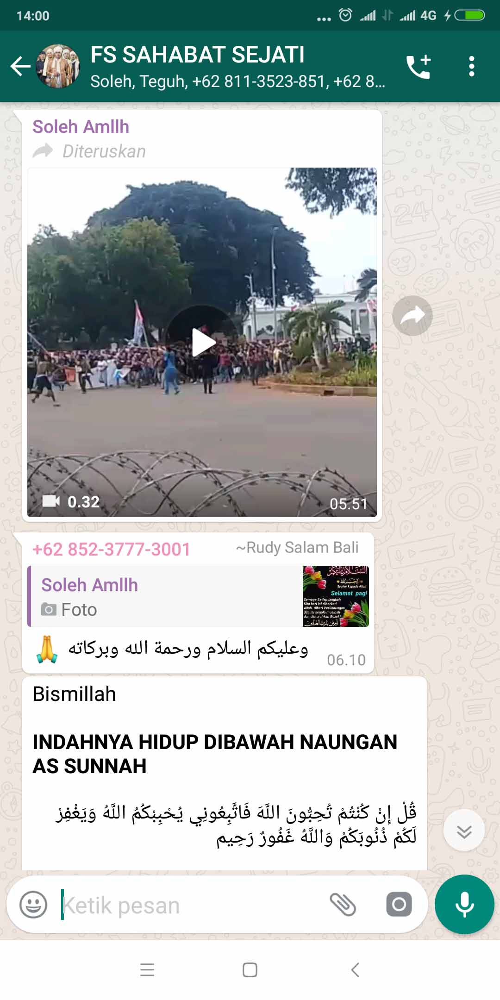 14:00
... 4G
FS SAHABAT SEJATI
Soleh, Teguh, +62 811-3523-851, +62 8...
Soleh Amllh
Diteruskan
0.32
05.51
+62 852-3777-3001 ~Rudy Salam Bali
Soleh Amllh
Foto
السلام عليكم
الحمد لله
Syukur kepada Allah
Selamat pagi
Semoga Setiap langkah
Kita hari ini diberkati
Allah..diberi Perlindungan
dijauhi segala musibah
dan dimurahkan Rezeki
آمين يارب العالمين
🙏 وعليكم السلام ورحمة الله وبركاته
06.10
Bismillah
INDAHNYA HIDUP DIBAWAH NAUNGAN
AS SUNNAH
قُلْ إِنْ كُنْتُمْ تُحِبُّونَ اللَّهَ فَاتَّبِعُونِي يُحْبِبْكُمُ اللَّهُ وَيَغْفِرْ
لَكُمْ ذُنُوبَكُمْ وَاللَّهُ غَفُورٌ رَحِيم
Ketik pesan